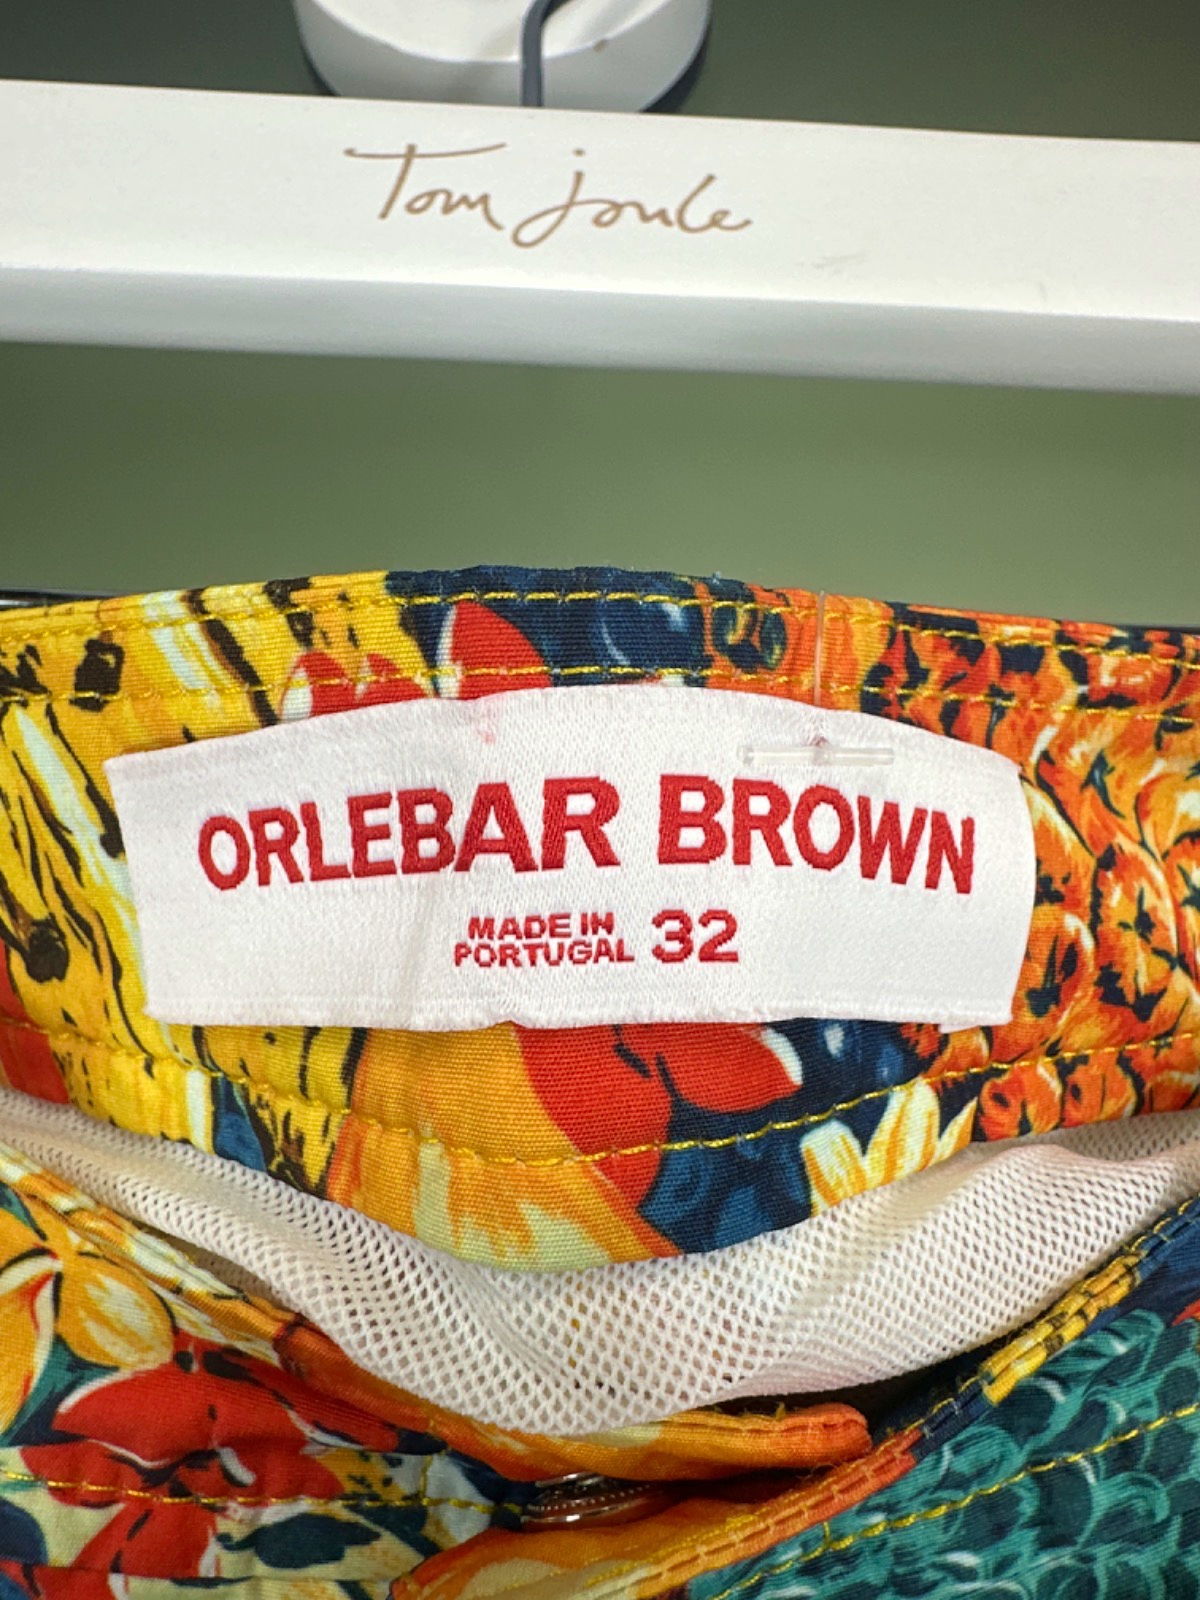 Tom Joule
ORLEBAR BROWN
MADE IN
PORTUGAL 32